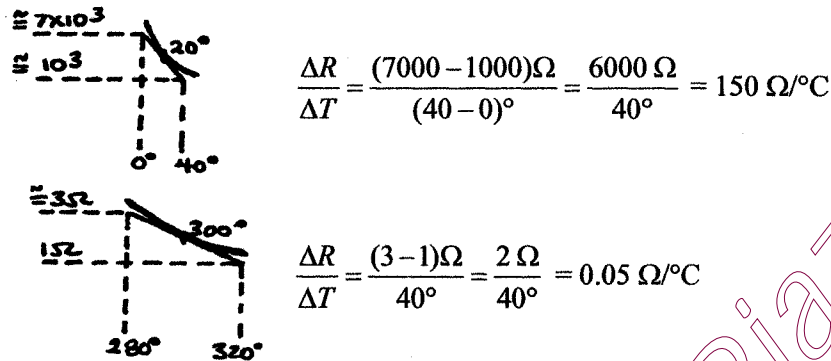 ≅ 7x10³
20°
≅ 10³
0° 40°
ΔR/ΔT = (7000 – 1000)Ω/(40 – 0)° = 6000 Ω/40° = 150 Ω/°C
≅ 3Ω
300°
1Ω
280° 320°
ΔR/ΔT = (3 – 1)Ω/40° = 2 Ω/40° = 0.05 Ω/°C